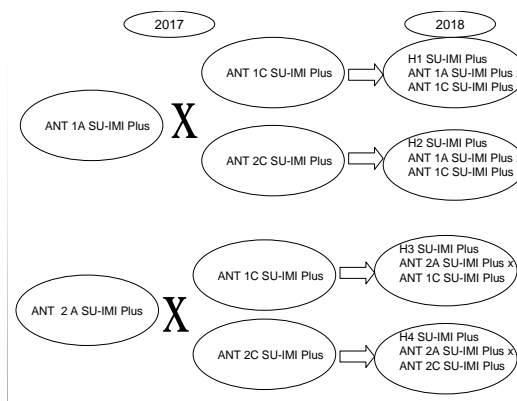 2017
2018
ANT 1A SU-IMI Plus
X
ANT 1C SU-IMI Plus
H1 SU-IMI Plus
ANT 1A SU-IMI Plus x
ANT 1C SU-IMI Plus
ANT 2C SU-IMI Plus
H2 SU-IMI Plus
ANT 1A SU-IMI Plus x
ANT 1C SU-IMI Plus
ANT 2 A SU-IMI Plus
X
ANT 1C SU-IMI Plus
H3 SU-IMI Plus
ANT 2A SU-IMI Plus x
ANT 1C SU-IMI Plus
ANT 2C SU-IMI Plus
H4 SU-IMI Plus
ANT 2A SU-IMI Plus x
ANT 2C SU-IMI Plus